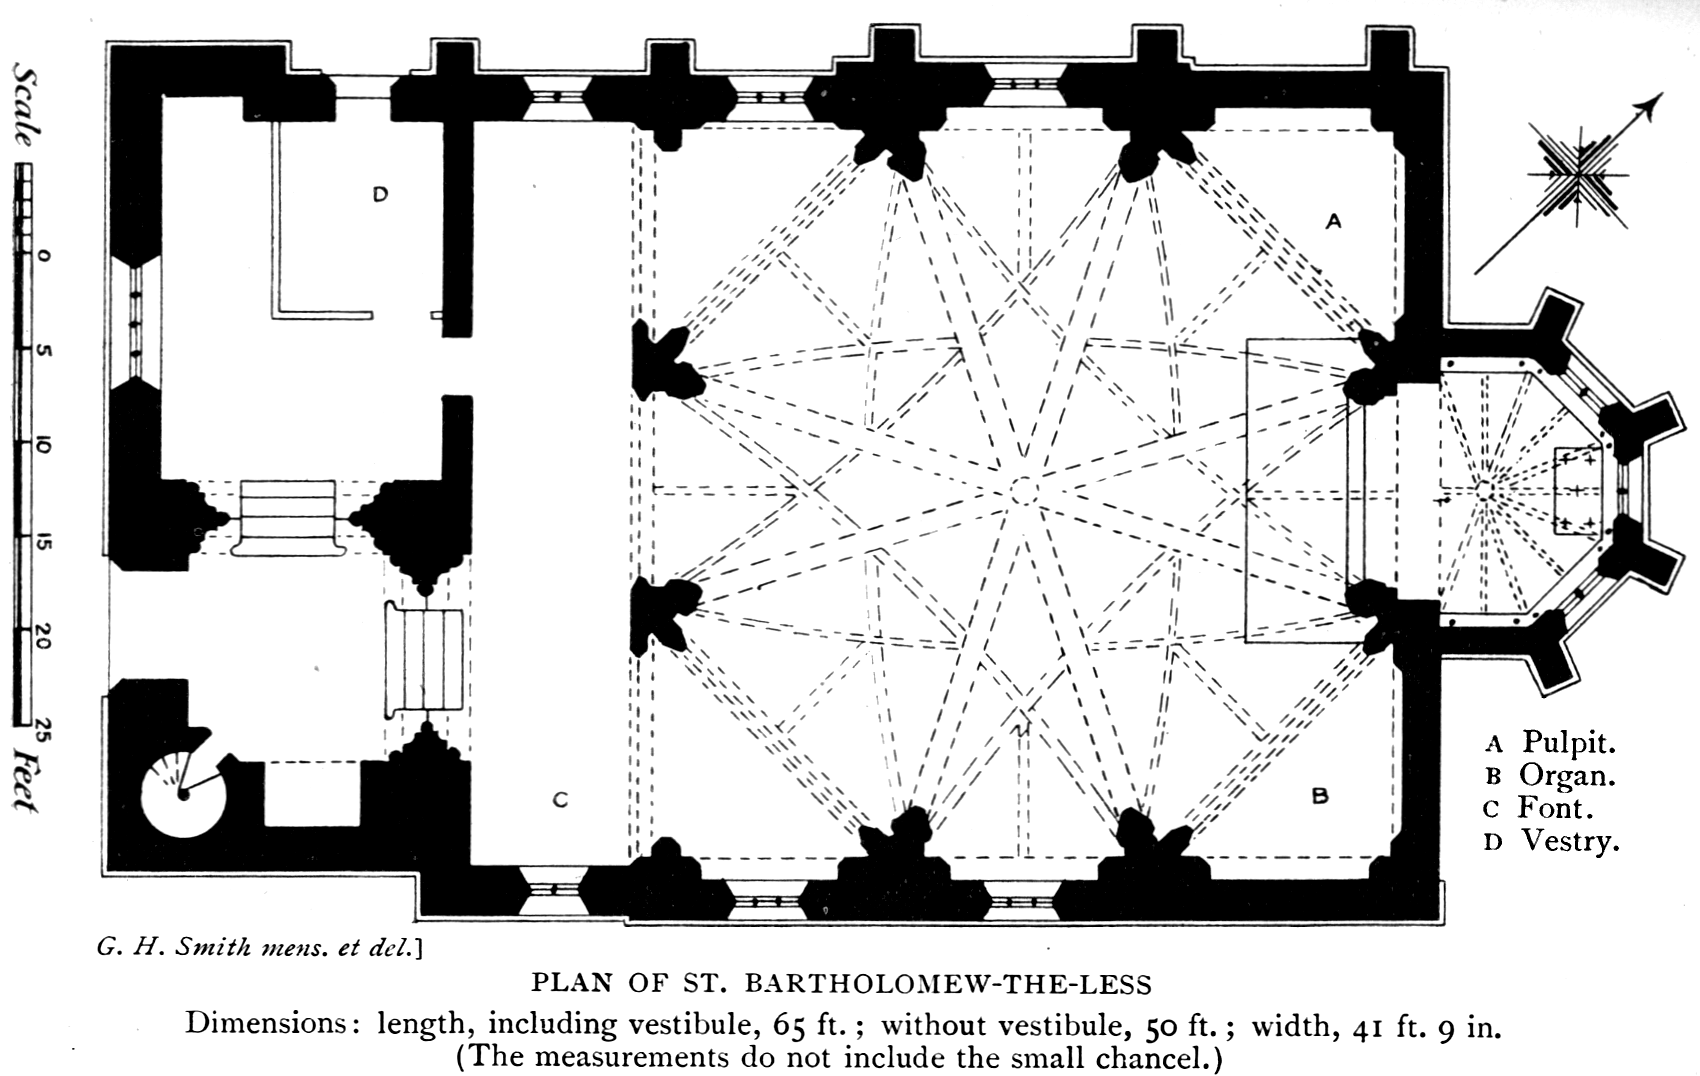 Scale
0
5
10
15
20
25
Feet
D
A
C
B
A Pulpit.
B Organ.
C Font.
D Vestry.
G. H. Smith mens. et del.]
PLAN OF ST. BARTHOLOMEW-THE-LESS
Dimensions: length, including vestibule, 65 ft.; without vestibule, 50 ft.; width, 41 ft. 9 in.
(The measurements do not include the small chancel.)